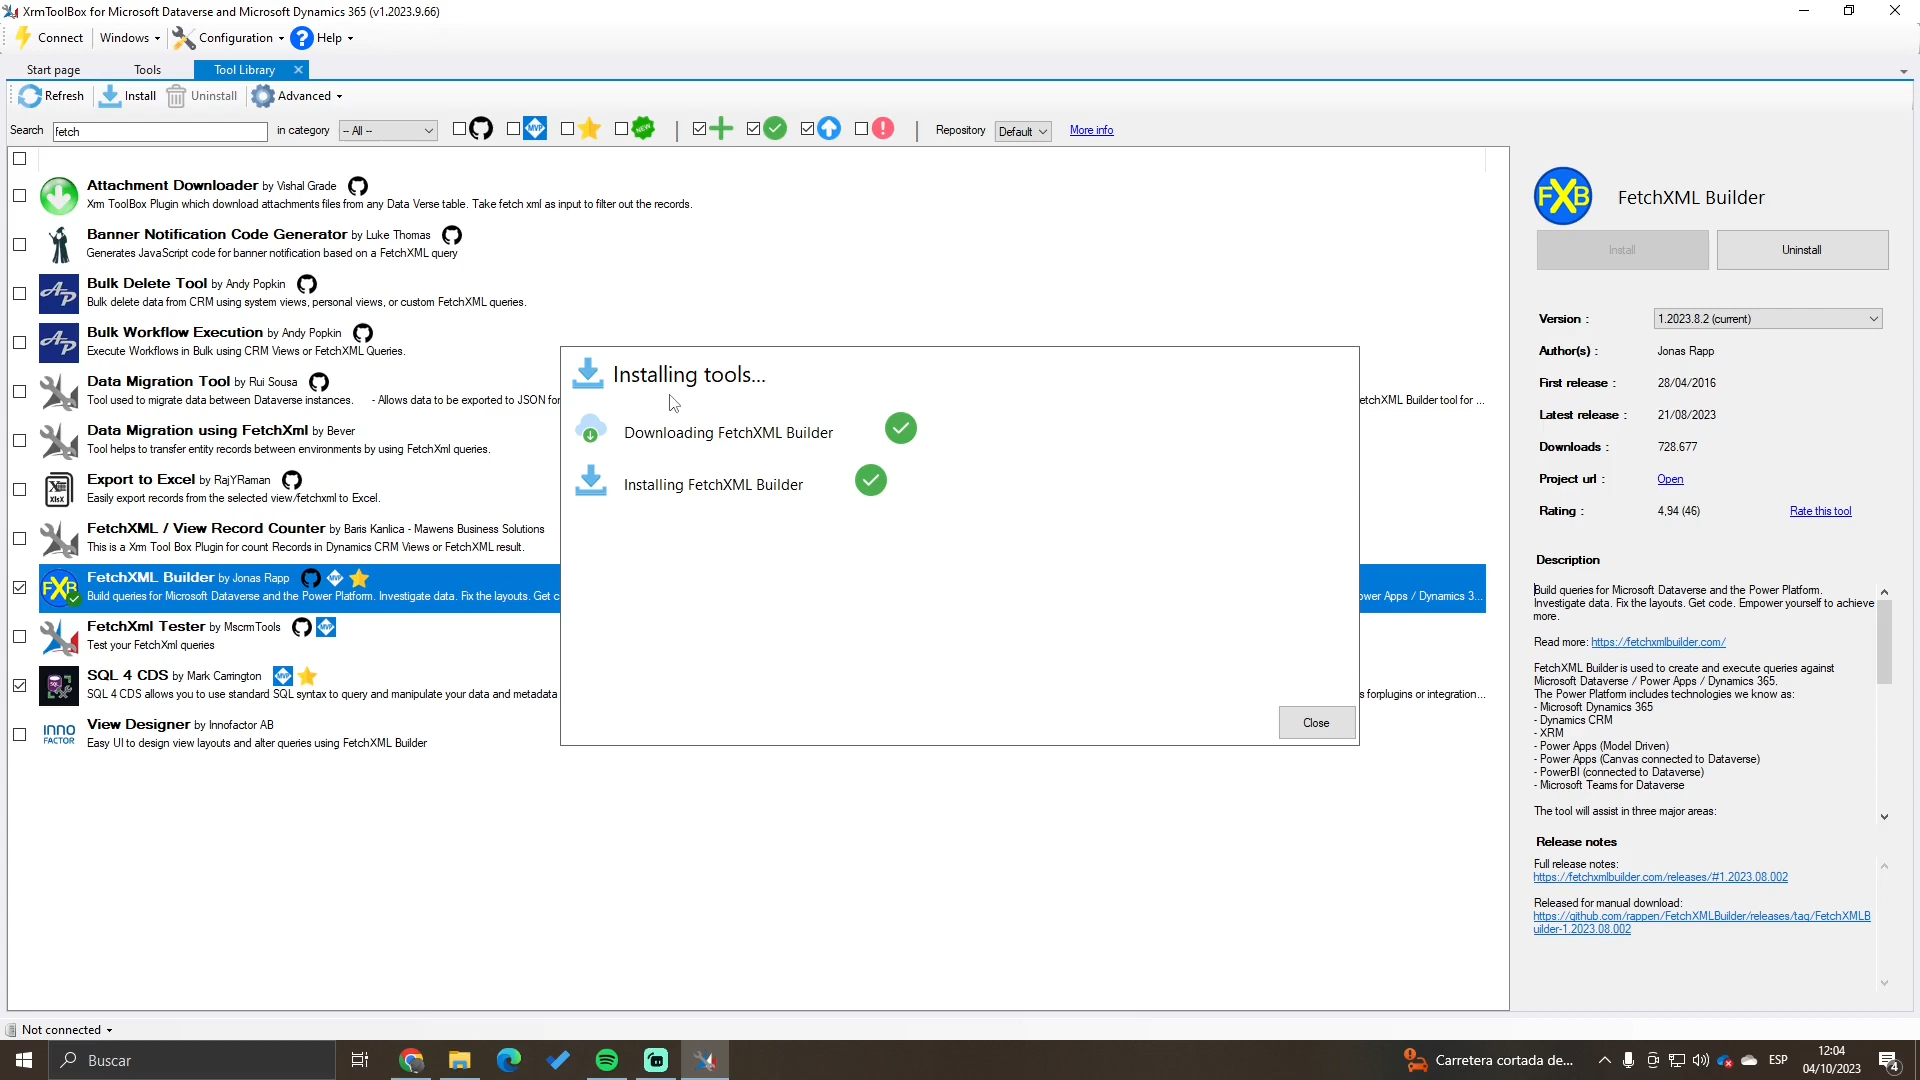 XrmToolBox for Microsoft Dataverse and Microsoft Dynamics 365 (v1.2023.9.66)
Connect
Windows
Configuration
Help
Start page
Tools
Tool Library
Refresh
Install
Uninstall
Advanced
Search
fetch
in category
-- All --
MVP
NEW
Repository
Default
More info
Attachment Downloader by Vishal Grade
Xrm ToolBox Plugin which download attachments files from any Data Verse table. Take fetch xml as input to filter out the records.
Banner Notification Code Generator by Luke Thomas
Generates JavaScript code for banner notification based on a FetchXML query
AP
Bulk Delete Tool by Andy Popkin
Bulk delete data from CRM using system views, personal views, or custom FetchXML queries.
AP
Bulk Workflow Execution by Andy Popkin
Execute Workflows in Bulk using CRM Views or FetchXML Queries.
Data Migration Tool by Rui Sousa
Tool used to migrate data between Dataverse instances. - Allows data to be exported to JSON for
etchXML Builder tool for ...
Data Migration using FetchXml by Bever
Tool helps to transfer entity records between environments by using FetchXml queries.
Export to Excel by RajYRaman
Easily export records from the selected view/fetchxml to Excel.
FetchXML / View Record Counter by Baris Kanlica - Mawens Business Solutions
This is a Xrm Tool Box Plugin for count Records in Dynamics CRM Views or FetchXML result.
FXB
FetchXML Builder by Jonas Rapp
Build queries for Microsoft Dataverse and the Power Platform. Investigate data. Fix the layouts. Get c
ower Apps / Dynamics 3...
FetchXml Tester by MscrmTools
Test your FetchXml queries
SQL 4 CDS by Mark Carrington
SQL 4 CDS allows you to use standard SQL syntax to query and manipulate your data and metadata
s forplugins or integration...
INNO
FACTOR
View Designer by Innofactor AB
Easy UI to design view layouts and alter queries using FetchXML Builder
Installing tools...
Downloading FetchXML Builder
Installing FetchXML Builder
Close
FXB
FetchXML Builder
Install
Uninstall
Version :
1.2023.8.2 (current)
Author(s) :
Jonas Rapp
First release :
28/04/2016
Latest release :
21/08/2023
Downloads :
728.677
Project url :
Open
Rating :
4,94 (46)
Rate this tool
Description
Build queries for Microsoft Dataverse and the Power Platform.
Investigate data. Fix the layouts. Get code. Empower yourself to achieve
more.
Read more: https://fetchxmlbuilder.com/
FetchXML Builder is used to create and execute queries against
Microsoft Dataverse / Power Apps / Dynamics 365.
The Power Platform includes technologies we know as:
- Microsoft Dynamics 365
- Dynamics CRM
- XRM
- Power Apps (Model Driven)
- Power Apps (Canvas connected to Dataverse)
- PowerBI (connected to Dataverse)
- Microsoft Teams for Dataverse
The tool will assist in three major areas:
Release notes
Full release notes:
https://fetchxmlbuilder.com/releases/#1.2023.08.002
Released for manual download:
https://github.com/rappen/FetchXMLBuilder/releases/tag/FetchXMLB
uilder-1.2023.08.002
Not connected
Buscar
Carretera cortada de...
ESP
12:04
04/10/2023
4